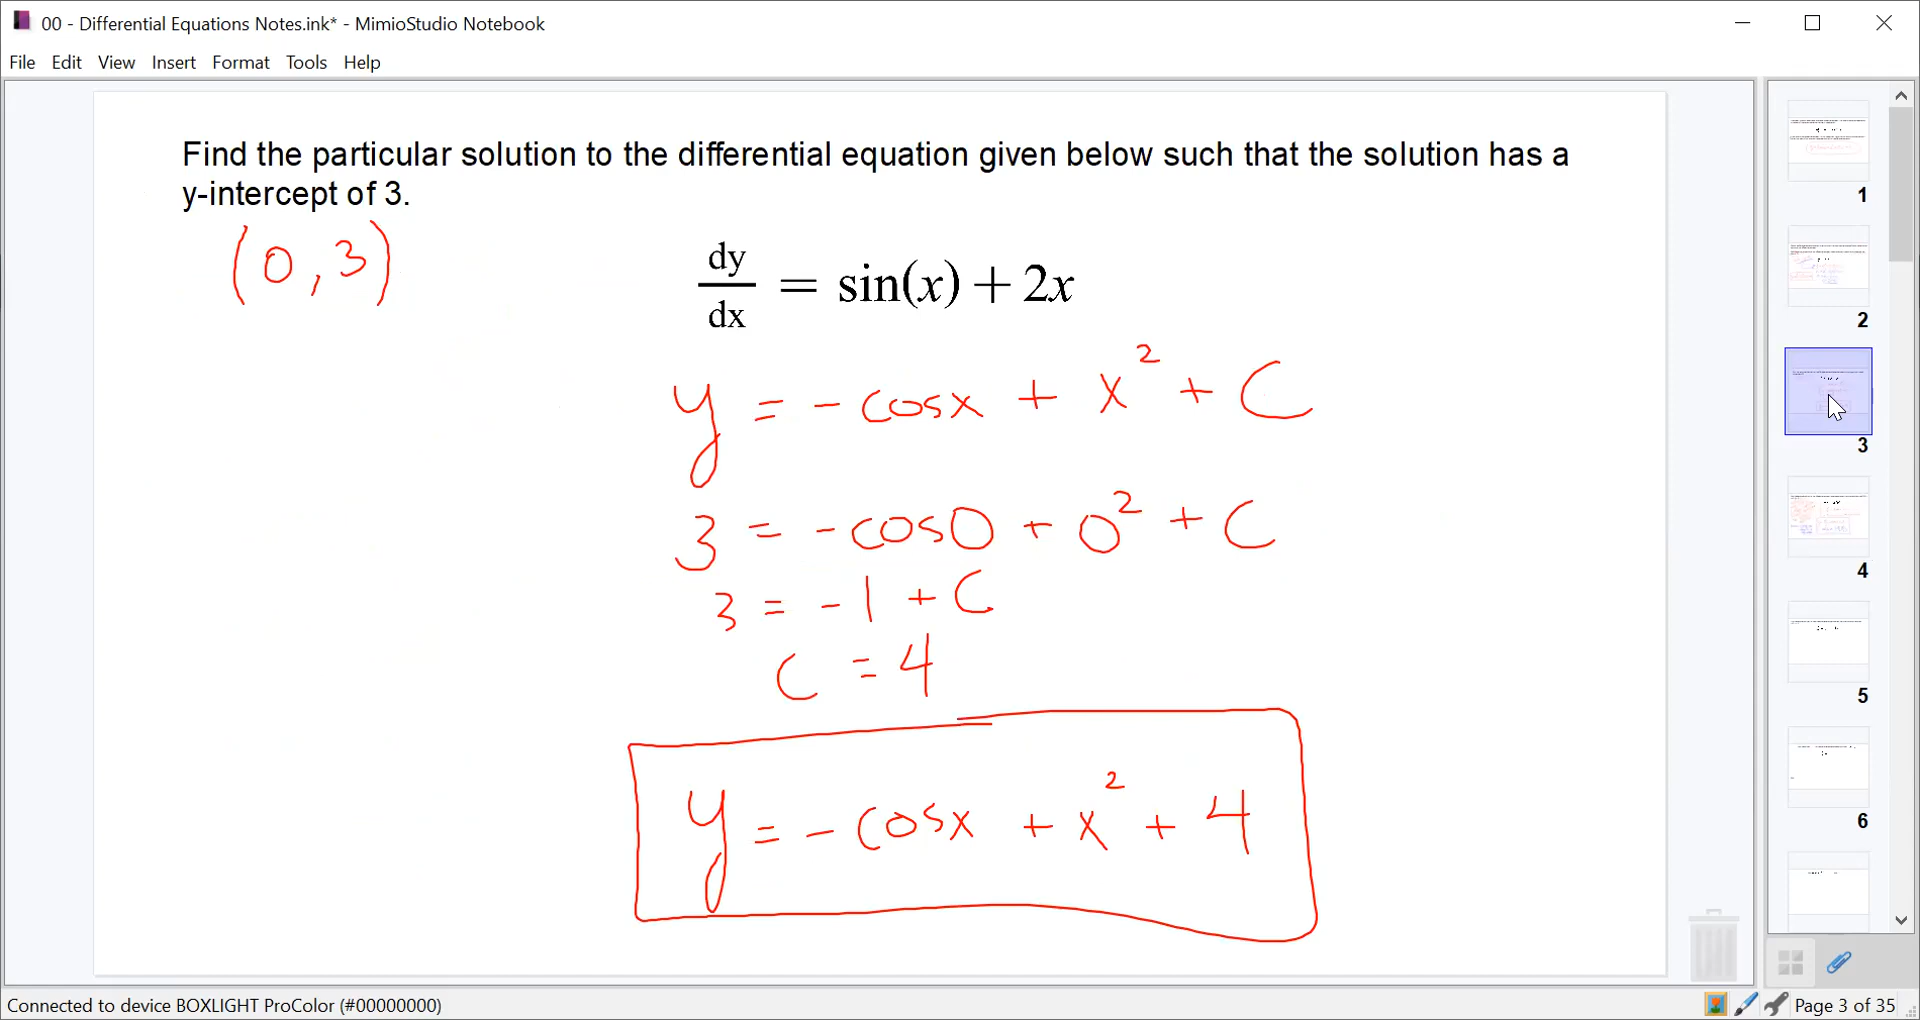 00 - Differential Equations Notes.ink* - MimioStudio Notebook
File Edit View Insert Format Tools Help
Find the particular solution to the differential equation given below such that the solution has a
y-intercept of 3.
(0, 3)
dy/dx = sin(x) + 2x
y = - cosx + x² + C
3 = - cos0 + 0² + C
3 = - 1 + C
C = 4
y = - cosx + x² + 4
1
2
3
4
5
6
Connected to device BOXLIGHT ProColor (#00000000)
Page 3 of 35